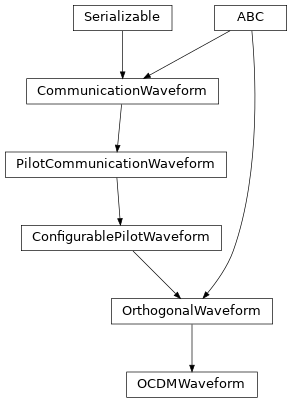 Serializable
ABC
CommunicationWaveform
PilotCommunicationWaveform
ConfigurablePilotWaveform
OrthogonalWaveform
OCDMWaveform